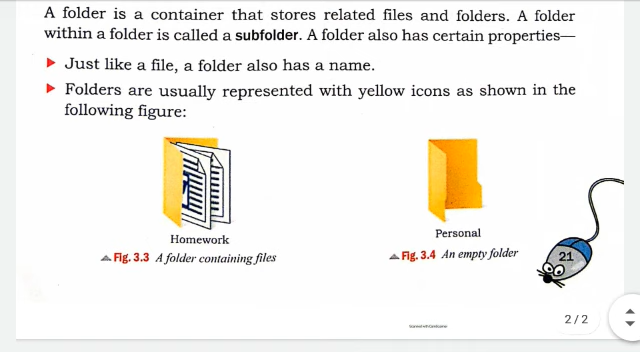 A folder is a container that stores related files and folders. A folder
within a folder is called a subfolder. A folder also has certain properties—
▶ Just like a file, a folder also has a name.
▶ Folders are usually represented with yellow icons as shown in the
following figure:
Homework
Personal
▲ Fig. 3.3 A folder containing files
▲ Fig. 3.4 An empty folder
21
2 / 2
Scanned with CamScanner